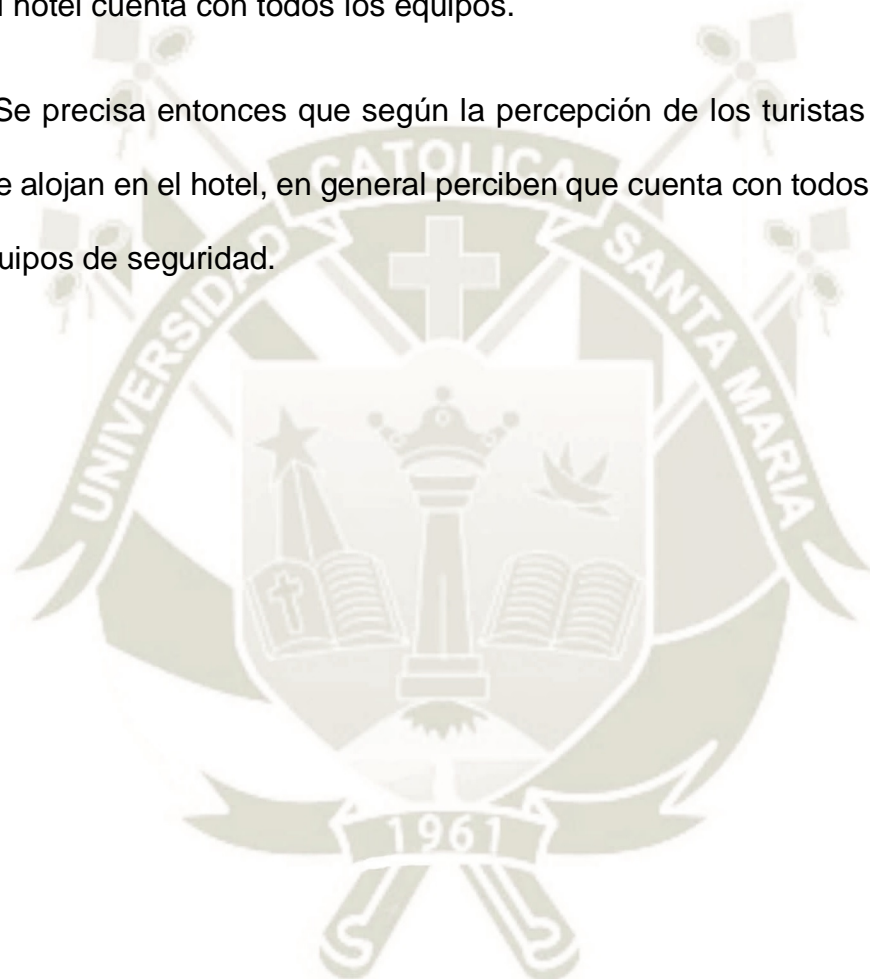 hotel cuenta con todos los equipos.
Se precisa entonces que según la percepción de los turistas
e alojan en el hotel, en general perciben que cuenta con todos
uipos de seguridad.
UNIVERSIDAD CATOLICA SANTA MARIA
1961